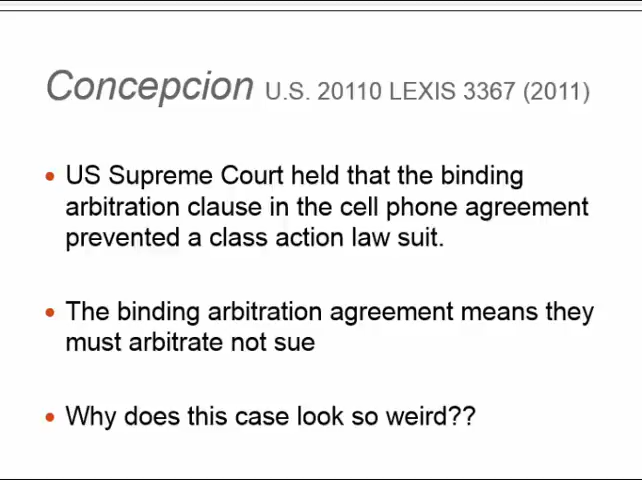 Concepcion U.S. 20110 LEXIS 3367 (2011)
• US Supreme Court held that the binding
arbitration clause in the cell phone agreement
prevented a class action law suit.
• The binding arbitration agreement means they
must arbitrate not sue
• Why does this case look so weird??